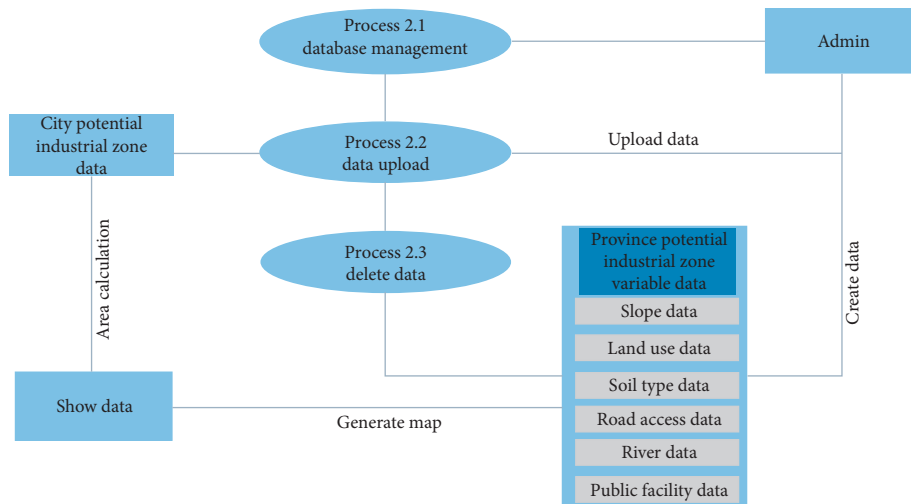 Process 2.1
database management
Admin
City potential
industrial zone
data
Process 2.2
data upload
Upload data
Process 2.3
delete data
Province potential
industrial zone
variable data
Slope data
Land use data
Soil type data
Road access data
River data
Public facility data
Create data
Area calculation
Show data
Generate map